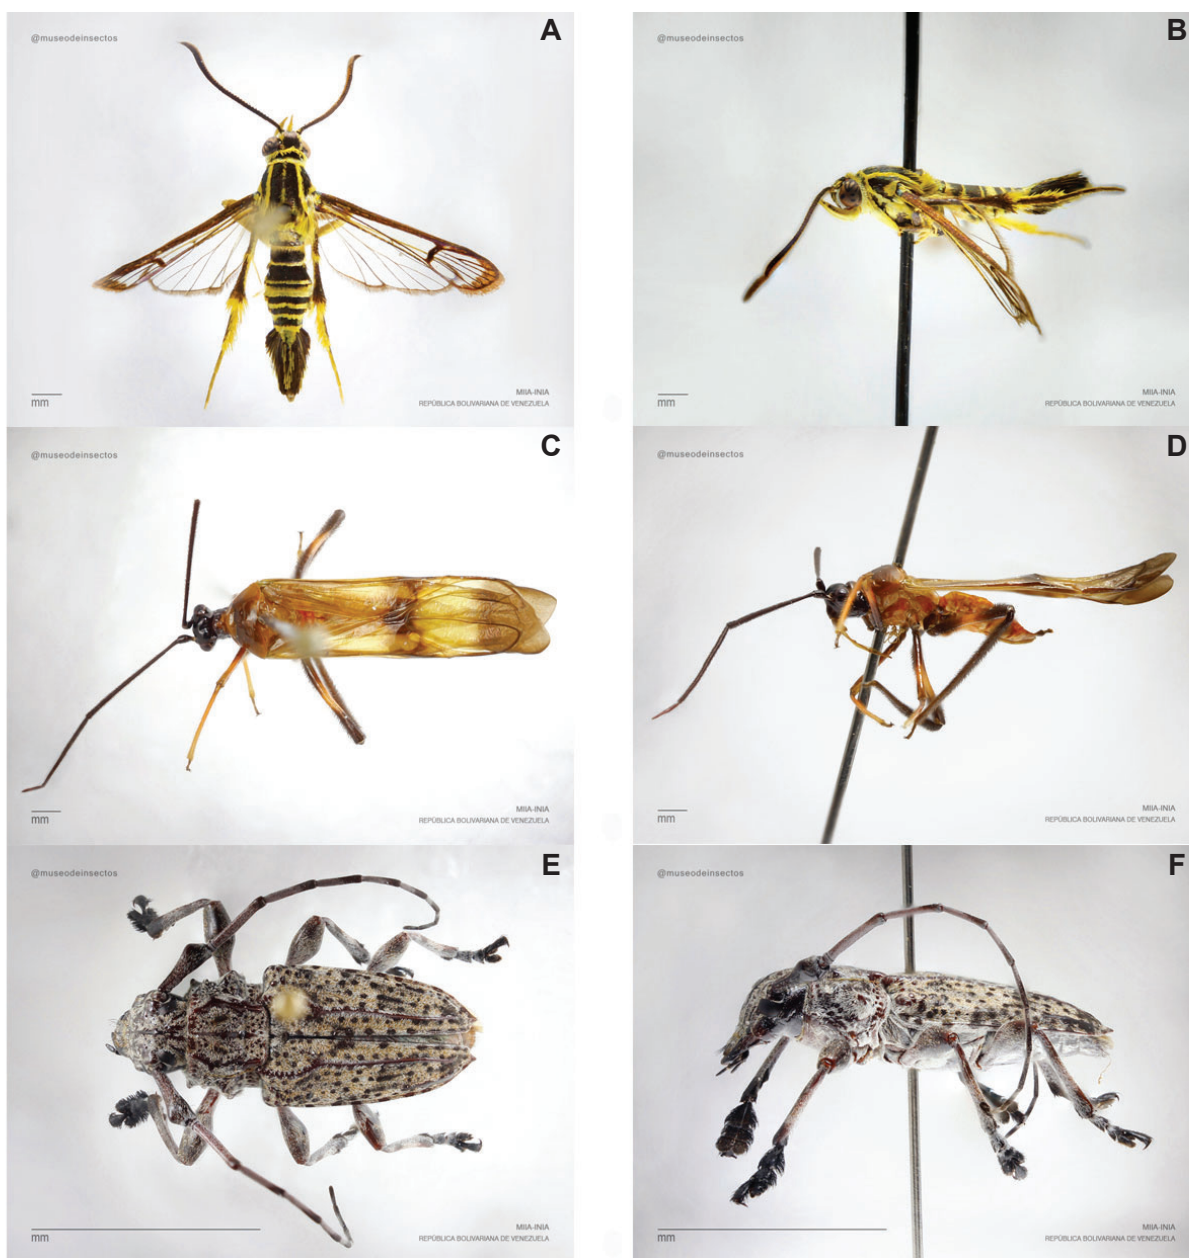 @museodeinsectos
A
mm
MIIA-INIA
REPÚBLICA BOLIVARIANA DE VENEZUELA
@museodeinsectos
B
mm
MIIA-INIA
REPÚBLICA BOLIVARIANA DE VENEZUELA
@museodeinsectos
C
mm
MIIA-INIA
REPÚBLICA BOLIVARIANA DE VENEZUELA
@museodeinsectos
D
mm
MIIA-INIA
REPÚBLICA BOLIVARIANA DE VENEZUELA
@museodeinsectos
E
mm
MIIA-INIA
REPÚBLICA BOLIVARIANA DE VENEZUELA
@museodeinsectos
F
mm
MIIA-INIA
REPÚBLICA BOLIVARIANA DE VENEZUELA